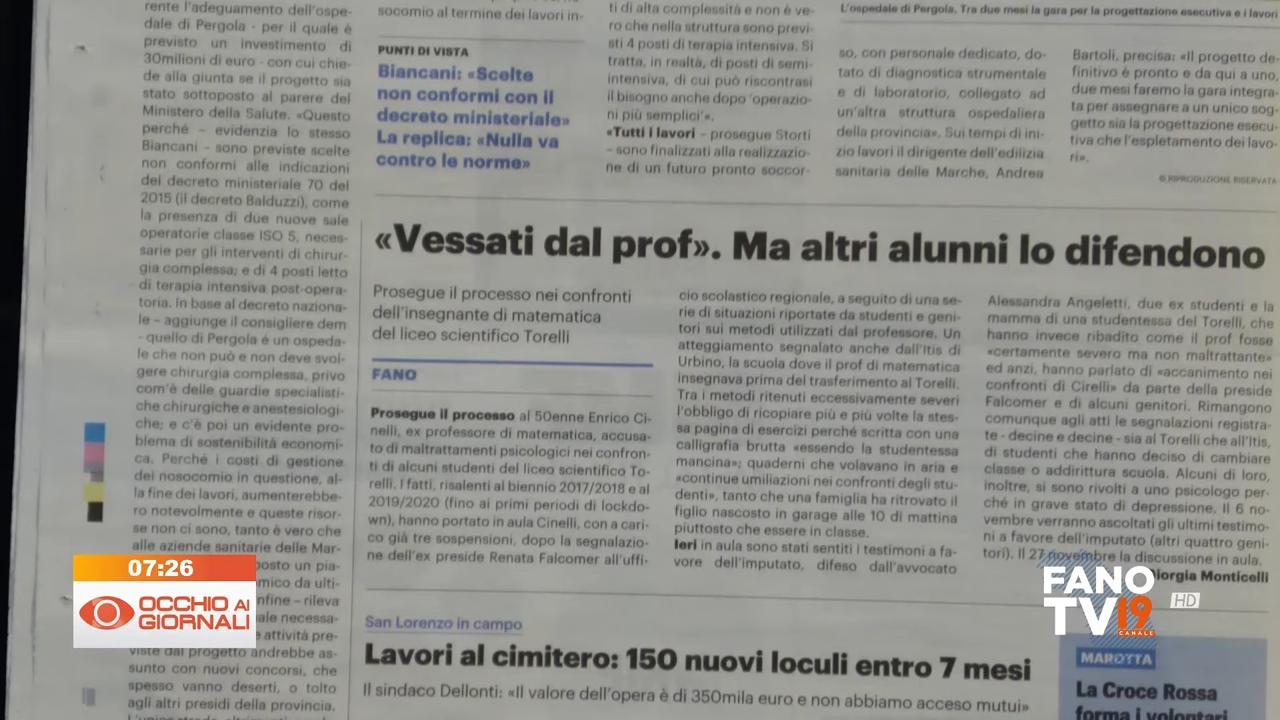 rente l'adeguamento dell'ospe-
dale di Pergola - per il quale è
previsto un investimento di
30milioni di euro - con cui chie-
de alla giunta se il progetto sia
stato sottoposto al parere del
Ministero della Salute. «Questo
perché – evidenzia lo stesso
Biancani – sono previste scelte
non conformi alle indicazioni
del decreto ministeriale 70 del
2015 (il decreto Balduzzi), come
la presenza di due nuove sale
operatorie classe ISO 5, neces-
sarie per gli interventi di chirur-
gia complessa; e di 4 posti letto
di terapia intensiva post-opera-
toria. In base al decreto naziona-
le – aggiunge il consigliere dem
- quello di Pergola è un ospeda-
le che non può e non deve svol-
gere chirurgia complessa, privo
com'è delle guardie specialisti-
che chirurgiche e anestesiologi-
che; e c'è poi un evidente pro-
blema di sostenibilità economi-
ca. Perché i costi di gestione
del nosocomio in questione, al-
la fine dei lavori, aumenterebbe-
ro notevolmente e queste risor-
se non ci sono, tanto è vero che
alle aziende sanitarie delle Mar-
posto un pia-
mico da ulti-
nfine – rileva
ale necessa-
e attività pre-
viste dal progetto andrebbe as-
sunto con nuovi concorsi, che
spesso vanno deserti, o tolto
agli altri presidi della provincia.
socomio al termine dei lavori in-
PUNTI DI VISTA
Biancani: «Scelte
non conformi con il
decreto ministeriale»
La replica: «Nulla va
contro le norme»
ti di alta complessità e non è ve-
ro che nella struttura sono previ-
sti 4 posti di terapia intensiva. Si
tratta, in realtà, di posti di semi-
intensiva, di cui può riscontrasi
il bisogno anche dopo 'operazio-
ni più semplici'».
«Tutti i lavori – prosegue Storti
– sono finalizzati alla realizzazio-
ne di un futuro pronto soccor-
L'ospedale di Pergola. Tra due mesi la gara per la progettazione esecutiva e i lavori
so, con personale dedicato, do-
tato di diagnostica strumentale
e di laboratorio, collegato ad
un'altra struttura ospedaliera
della provincia». Sui tempi di ini-
zio lavori il dirigente dell'edilizia
sanitaria delle Marche, Andrea
Bartoli, precisa: «Il progetto de-
finitivo è pronto e da qui a uno,
due mesi faremo la gara integra-
ta per assegnare a un unico sog-
getto sia la progettazione esecu-
tiva che l'espletamento dei lavo-
ri».
© RIPRODUZIONE RISERVATA
«Vessati dal prof». Ma altri alunni lo difendono
Prosegue il processo nei confronti
dell'insegnante di matematica
del liceo scientifico Torelli
FANO
Prosegue il processo al 50enne Enrico Ci-
nelli, ex professore di matematica, accusa-
to di maltrattamenti psicologici nei confron-
ti di alcuni studenti del liceo scientifico To-
relli. I fatti, risalenti al biennio 2017/2018 e al
2019/2020 (fino ai primi periodi di lockdo-
wn), hanno portato in aula Cinelli, con a cari-
co già tre sospensioni, dopo la segnalazio-
ne dell'ex preside Renata Falcomer all'uffi-
cio scolastico regionale, a seguito di una se-
rie di situazioni riportate da studenti e geni-
tori sui metodi utilizzati dal professore. Un
atteggiamento segnalato anche dall'Itis di
Urbino, la scuola dove il prof di matematica
insegnava prima del trasferimento al Torelli.
Tra i metodi ritenuti eccessivamente severi
l'obbligo di ricopiare più e più volte la stes-
sa pagina di esercizi perché scritta con una
calligrafia brutta «essendo la studentessa
mancina»; quaderni che volavano in aria e
«continue umiliazioni nei confronti degli stu-
denti», tanto che una famiglia ha ritrovato il
figlio nascosto in garage alle 10 di mattina
piuttosto che essere in classe.
Ieri in aula sono stati sentiti i testimoni a fa-
vore dell'imputato, difeso dall'avvocato
Alessandra Angeletti, due ex studenti e la
mamma di una studentessa del Torelli, che
hanno invece ribadito come il prof fosse
«certamente severo ma non maltrattante»
ed anzi, hanno parlato di «accanimento nei
confronti di Cirelli» da parte della preside
Falcomer e di alcuni genitori. Rimangono
comunque agli atti le segnalazioni registra-
te - decine e decine - sia al Torelli che all'Itis,
di studenti che hanno deciso di cambiare
classe o addirittura scuola. Alcuni di loro,
inoltre, si sono rivolti a uno psicologo per-
ché in grave stato di depressione. Il 6 no-
vembre verranno ascoltati gli ultimi testimo-
ni a favore dell'imputato (altri quattro geni-
tori). Il 27 novembre la discussione in aula.
Giorgia Monticelli
San Lorenzo in campo
Lavori al cimitero: 150 nuovi loculi entro 7 mesi
Il sindaco Dellonti: «Il valore dell'opera è di 350mila euro e non abbiamo acceso mutui»
MAROTTA
La Croce Rossa
forma i volontari
07:26
OCCHIO AI
GIORNALI
FANO
TV 19
CANALE
HD